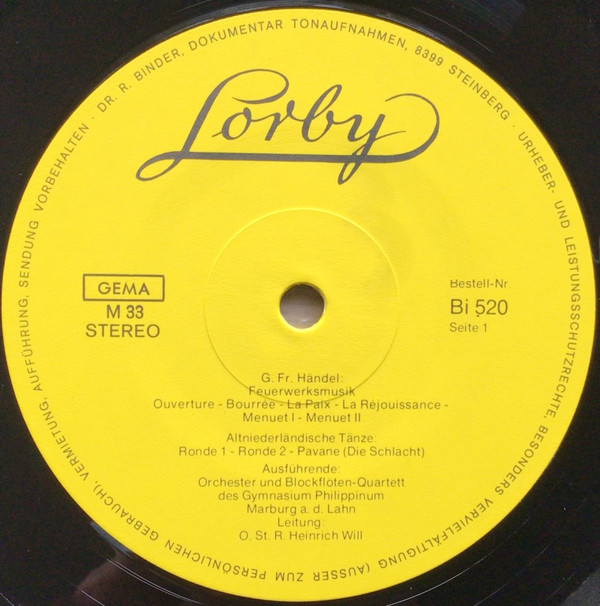 DR. R. BINDER, DOKUMENTAR TONAUFNAHMEN, 8399 STEINBERG · URHEBER- UND LEISTUNGSSCHUTZRECHTE, BESONDERS VERVIELFÄLTIGUNG (AUSSER ZUM PERSÖNLICHEN GEBRAUCH), VERMIETUNG, AUFFÜHRUNG, SENDUNG VORBEHALTEN ·
Lorby
GEMA
M 33
STEREO
Bestell-Nr.
Bi 520
Seite 1
G. Fr. Händel:
Feuerwerksmusik
Ouverture - Bourrée - La Paix - La Réjouissance -
Menuet I - Menuet II
Altniederländische Tänze:
Ronde 1 - Ronde 2 - Pavane (Die Schlacht)
Ausführende:
Orchester und Blockflöten-Quartett
des Gymnasium Philippinum
Marburg a. d. Lahn
Leitung:
O. St. R. Heinrich Will